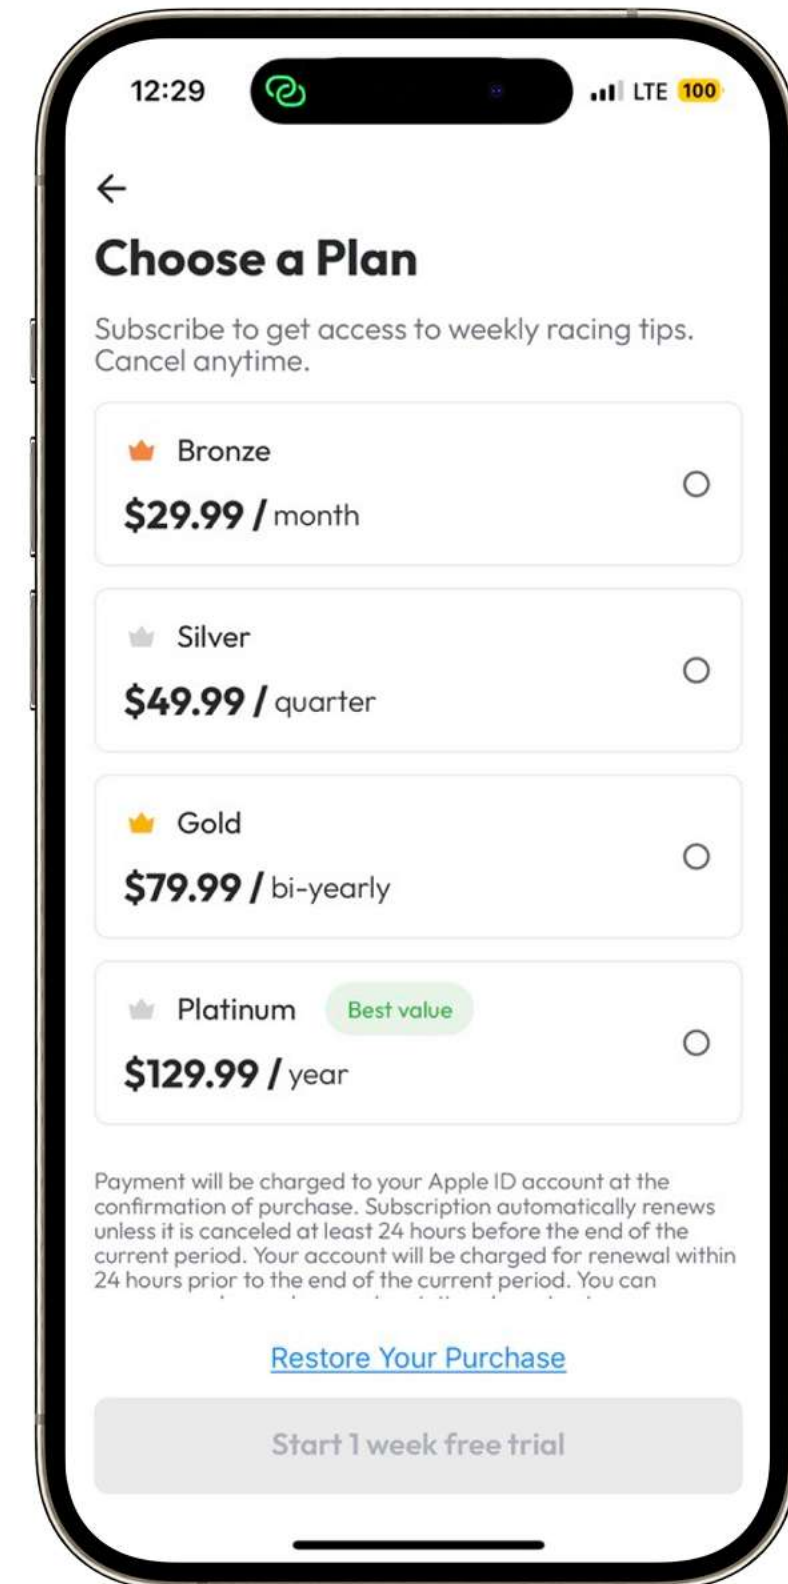 12:29
LTE 100
Choose a Plan
Subscribe to get access to weekly racing tips.
Cancel anytime.
Bronze
$29.99 / month
Silver
$49.99 / quarter
Gold
$79.99 / bi-yearly
Platinum Best value
$129.99 / year
Payment will be charged to your Apple ID account at the
confirmation of purchase. Subscription automatically renews
unless it is canceled at least 24 hours before the end of the
current period. Your account will be charged for renewal within
24 hours prior to the end of the current period. You can
Restore Your Purchase
Start 1 week free trial